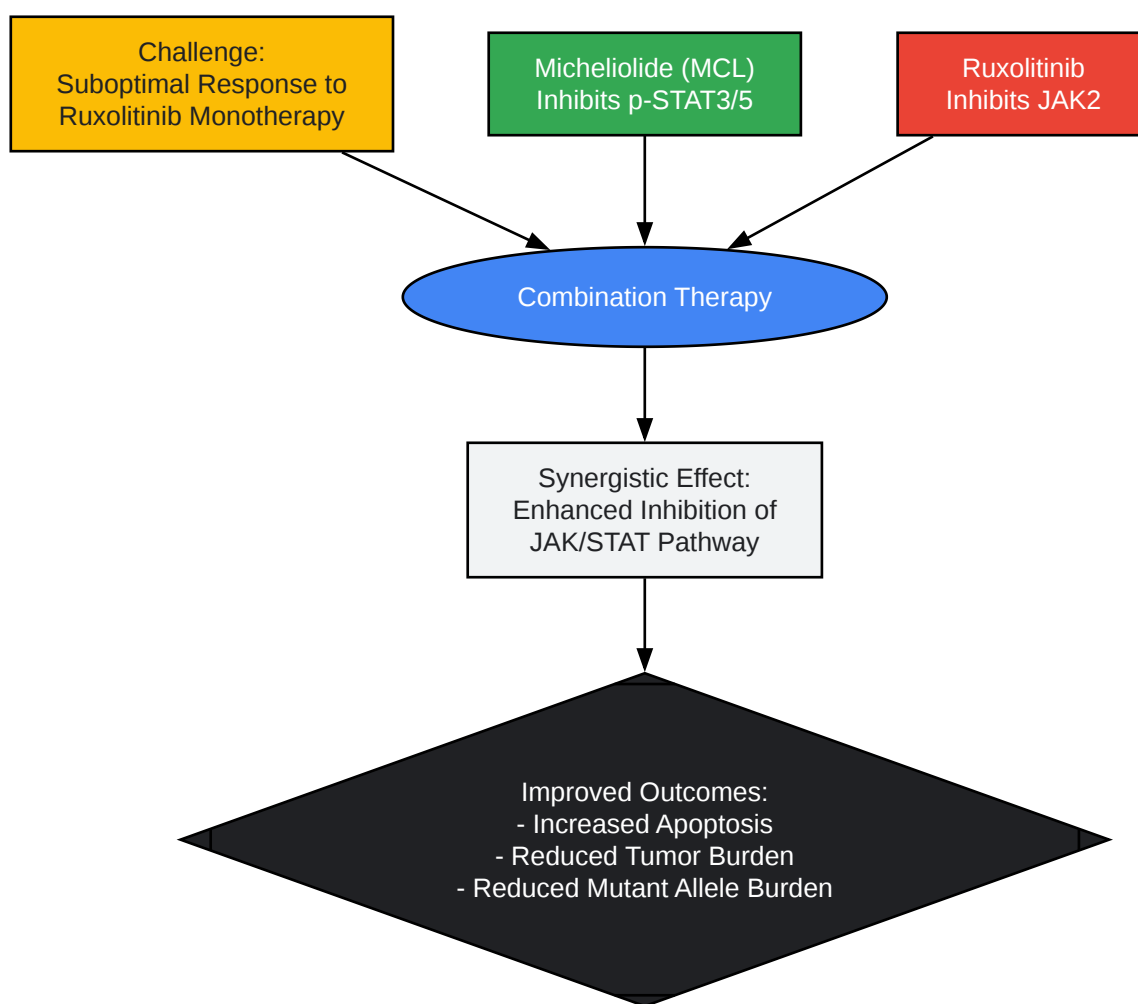 Challenge:
Suboptimal Response to
Ruxolitinib Monotherapy
Micheliolide (MCL)
Inhibits p-STAT3/5
Ruxolitinib
Inhibits JAK2
Combination Therapy
Synergistic Effect:
Enhanced Inhibition of
JAK/STAT Pathway
Improved Outcomes:
- Increased Apoptosis
- Reduced Tumor Burden
- Reduced Mutant Allele Burden